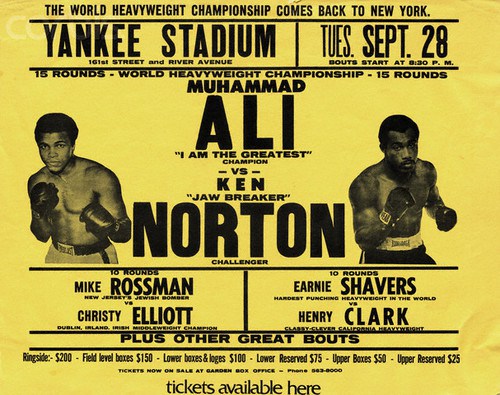 THE WORLD HEAVYWEIGHT CHAMPIONSHIP COMES BACK TO NEW YORK.
YANKEE STADIUM
161st STREET and RIVER AVENUE
TUES. SEPT. 28
BOUTS START AT 8:30 P. M.
15 ROUNDS - WORLD HEAVYWEIGHT CHAMPIONSHIP - 15 ROUNDS
MUHAMMAD
ALI
"I AM THE GREATEST"
CHAMPION
- VS -
KEN
"JAW BREAKER"
NORTON
CHALLENGER
10 ROUNDS
MIKE ROSSMAN
NEW JERSEY'S JEWISH BOMBER
VS
CHRISTY ELLIOTT
DUBLIN, IRLAND. IRISH MIDDLEWEIGHT CHAMPION
10 ROUNDS
EARNIE SHAVERS
HARDEST PUNCHING HEAVYWEIGHT IN THE WORLD
VS
HENRY CLARK
CLASSY-CLEVER CALIFORNIA HEAVYWEIGHT
PLUS OTHER GREAT BOUTS
Ringside:- $200 - Field level boxes $150 - Lower boxes & loges $100 - Lower Reserved $75 - Upper Boxes $50 - Upper Reserved $25
TICKETS NOW ON SALE AT GARDEN BOX OFFICE - Phone 563-8000
tickets available here